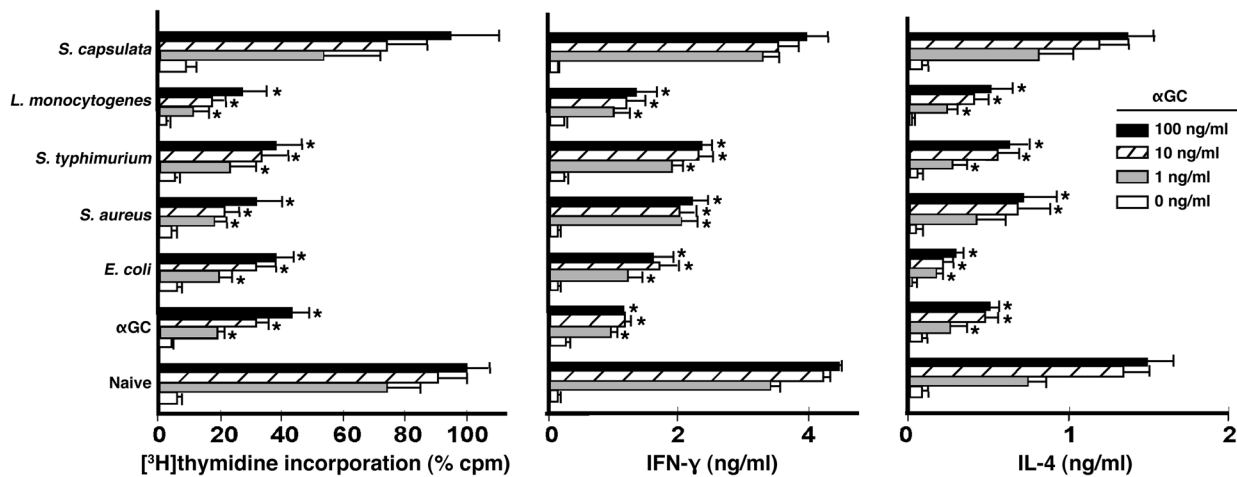 S. capsulata
L. monocytogenes
S. typhimurium
S. aureus
E. coli
αGC
Naive
* * *
* * *
* * *
* * *
* * *
0 20 40 60 80 100
[³H]thymidine incorporation (% cpm)
* * *
* * *
* * *
* * *
* * *
0 2 4
IFN-γ (ng/ml)
* * *
* * *
* *
* * *
* * *
0 1 2
IL-4 (ng/ml)
αGC
100 ng/ml
10 ng/ml
1 ng/ml
0 ng/ml